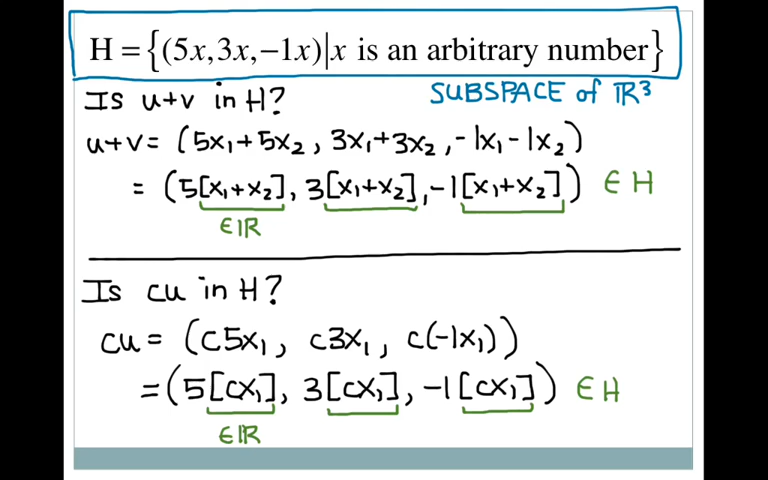 H = {(5x,3x,−1x)|x is an arbitrary number}
Is u+v in H? SUBSPACE of ℝ³
u+v = (5x₁+5x₂, 3x₁+3x₂, -1x₁-1x₂)
= (5[x₁+x₂], 3[x₁+x₂], -1[x₁+x₂]) ∈ H
∈ℝ
Is cu in H?
cu = (c5x₁, c3x₁, c(-1x₁))
= (5[cx₁], 3[cx₁], -1[cx₁]) ∈ H
∈ℝ